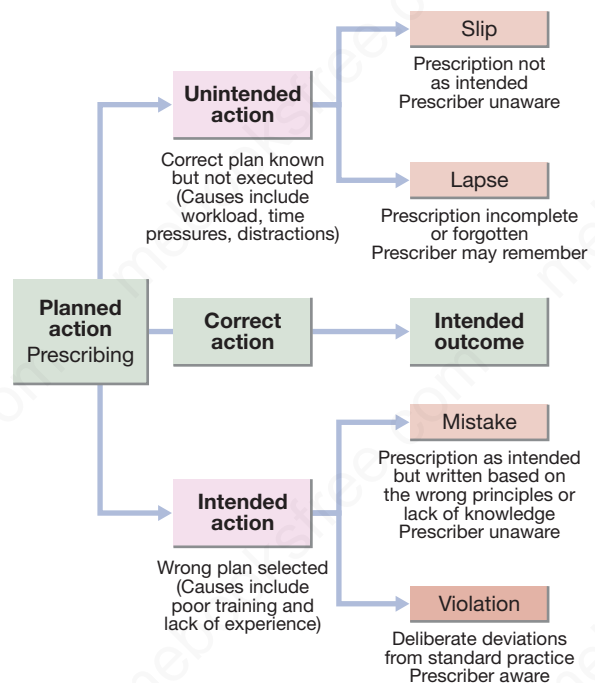 Slip
Prescription not
as intended
Prescriber unaware
Unintended
action
Correct plan known
but not executed
(Causes include
workload, time
pressures, distractions)
Lapse
Prescription incomplete
or forgotten
Prescriber may remember
Planned
action
Prescribing
Correct
action
Intended
outcome
Mistake
Prescription as intended
but written based on
the wrong principles or
lack of knowledge
Prescriber unaware
Intended
action
Wrong plan selected
(Causes include
poor training and
lack of experience)
Violation
Deliberate deviations
from standard practice
Prescriber aware